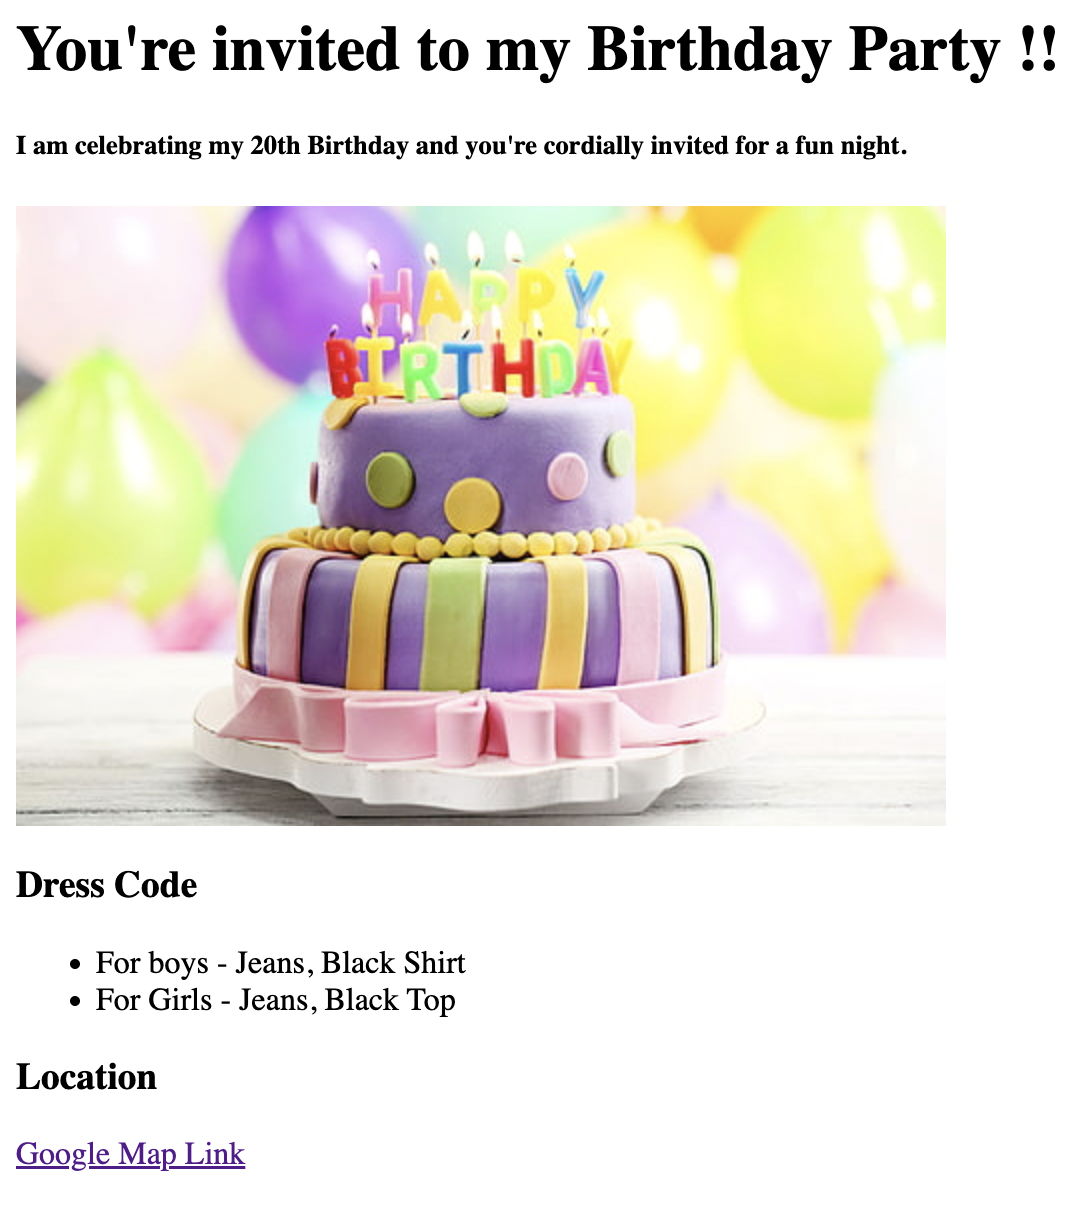 You're invited to my Birthday Party !!
I am celebrating my 20th Birthday and you're cordially invited for a fun night.
HAPPY
BIRTHDAY
Dress Code
For boys - Jeans, Black Shirt
For Girls - Jeans, Black Top
Location
Google Map Link